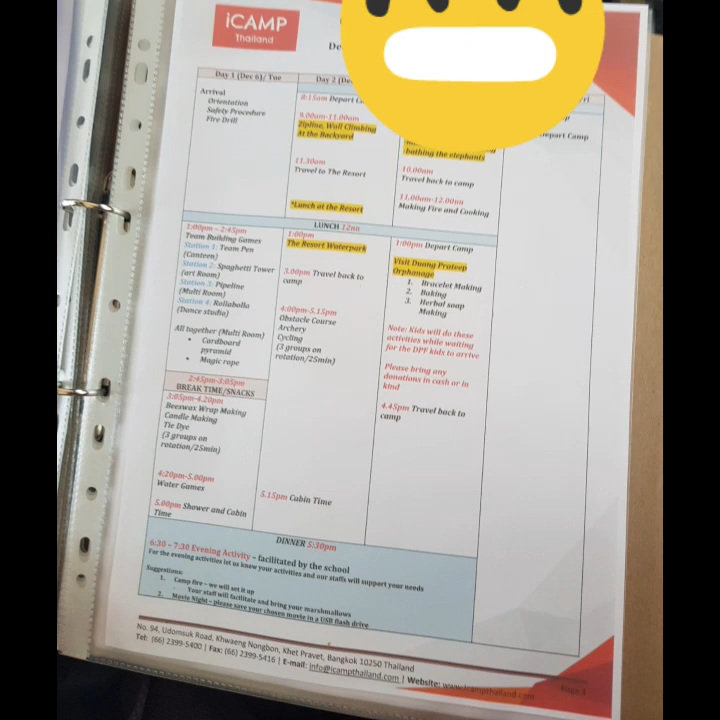 iCAMP
Thailand
De
Day 1 (Dec 6)/ Tue
Day 2 (De
Arrival
Orientation
Safety Procedure
Fire Drill
8:15am Depart Ca
9.00am-11.00am
Zipline, Wall Climbing
At the Backyard
11.30am
Travel to The Resort
*Lunch at the Resort
bathing the elephants
10.00am
Travel back to camp
11.00am-12.00am
Making Fire and Cooking
epart Camp
LUNCH 12nn
1:00pm – 2:45pm
Team Building Games
Station 1: Team Pen
(Canteen)
Station 2: Spaghetti Tower
(art Room)
Station 3: Pipeline
(Multi Room)
Station 4: Rollaballa
(Dance studio)
All together (Multi Room)
• Cardboard
pyramid
• Magic rope
2:45pm-3:05pm
BREAK TIME/SNACKS
3:05pm-4.20pm
Beeswax Wrap Making
Candle Making
Tie Dye
(3 groups on
rotation/25min)
4:20pm-5.00pm
Water Games
5.00pm Shower and Cabin
Time
1:00pm
The Resort Waterpark
3.00pm Travel back to
camp
4:00pm-5.15pm
Obstacle Course
Archery
Cycling
(3 groups on
rotation/25min)
5.15pm Cabin Time
1:00pm Depart Camp
Visit Duang Prateep
Orphanage
1. Bracelet Making
2. Baking
3. Herbal soap
Making
Note: Kids will do these
activities while waiting
for the DPF kids to arrive
Please bring any
donations in cash or in
kind
4.45pm Travel back to
camp
DINNER 5:30pm
6:30 – 7:30 Evening Activity – facilitated by the school
For the evening activities let us know your activities and our staffs will support your needs
Suggestions:
1. Camp fire – we will set it up
- Your staff will facilitate and bring your marshmallows
2. Movie Night – please save your chosen movie in a USB flash drive
No. 94, Udomsuk Road, Khwaeng Nongbon, Khet Pravet, Bangkok 10250 Thailand
Tel: (66) 2399-5400 | Fax: (66) 2399-5416 | E-mail: info@icampthailand.com | Website: www.icampthailand.com
Page 1